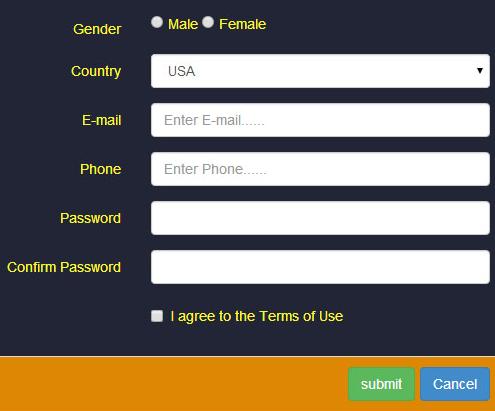 Gender Male Female
Country USA
E-mail Enter E-mail......
Phone Enter Phone......
Password
Confirm Password
I agree to the Terms of Use
submit Cancel